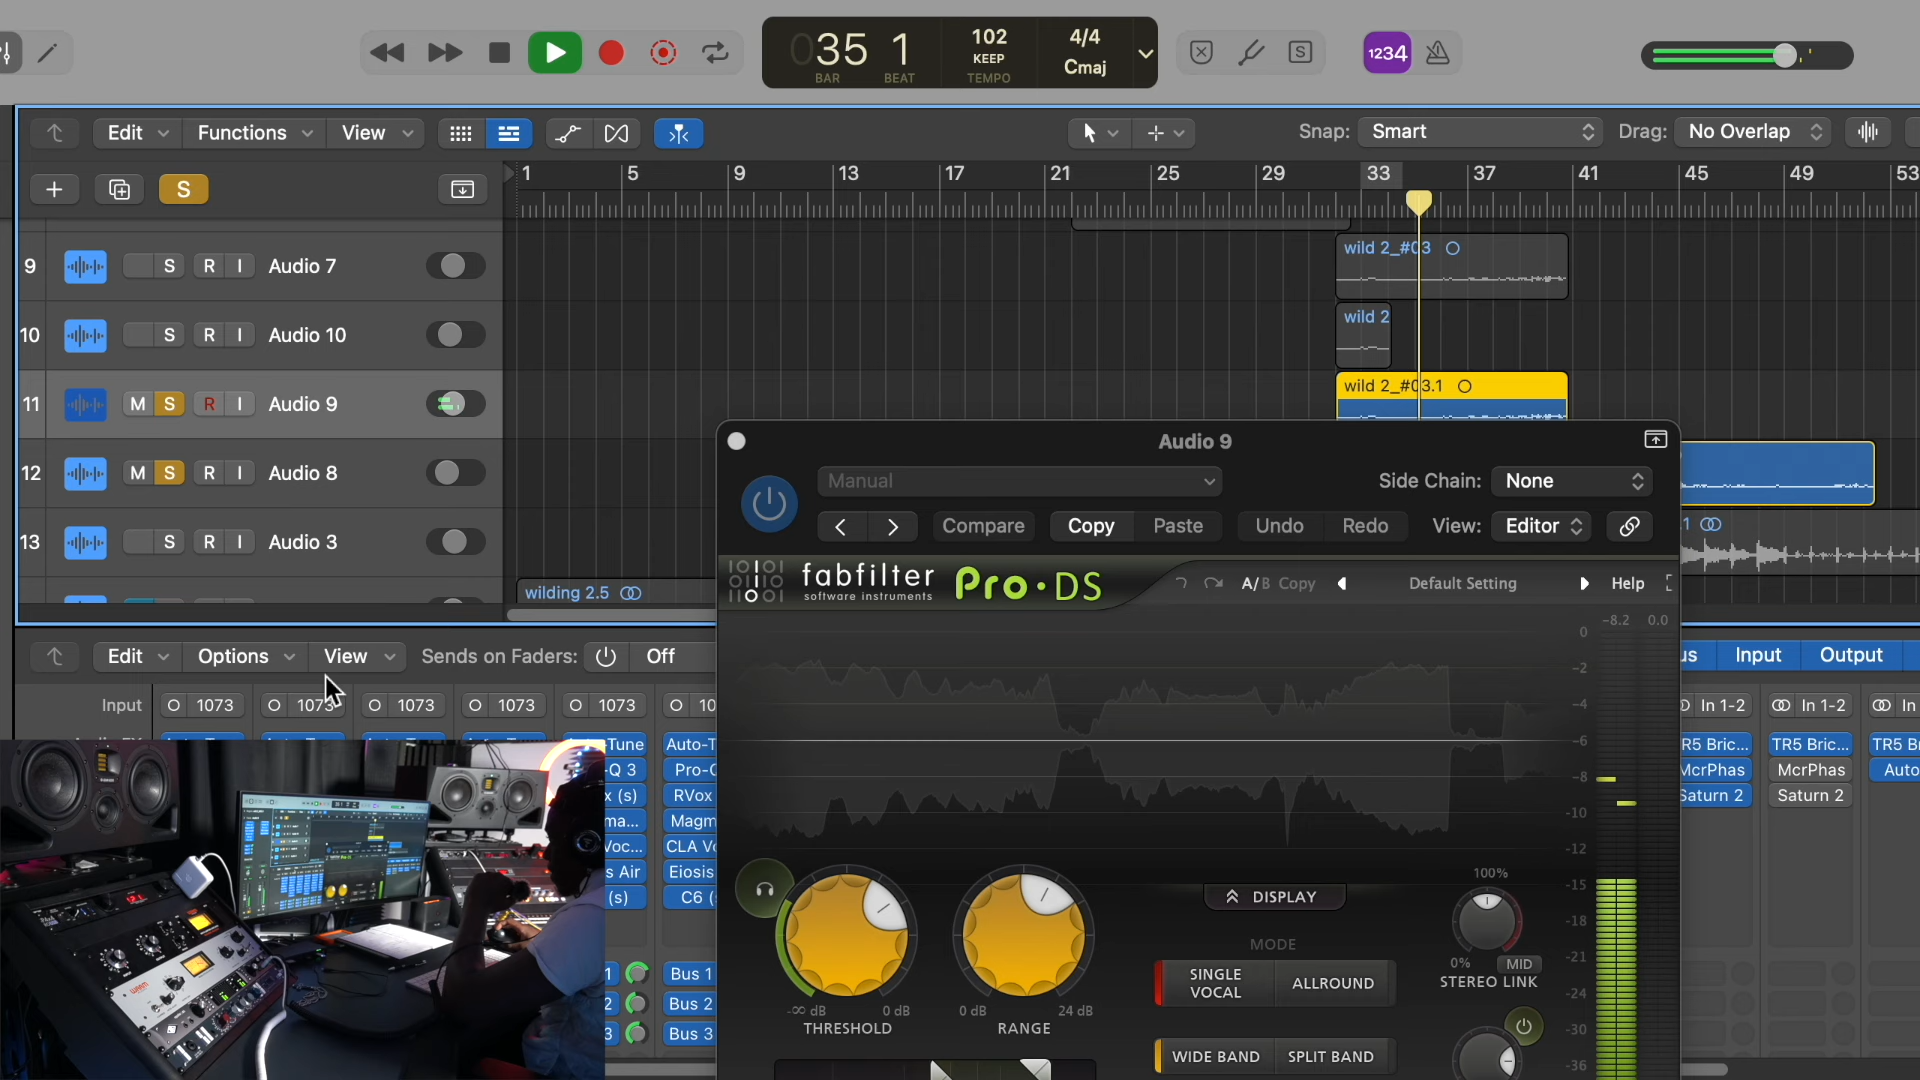 035 1
BAR BEAT
102
KEEP
TEMPO
4/4
Cmaj
S
1234
Edit Functions View
Snap: Smart
Drag: No Overlap
S
1 5 9 13 17 21 25 29 33 37 41 45 49 53
9 S R I Audio 7
wild 2_#03
10 S R I Audio 10
wild 2
11 M S R I Audio 9
wild 2_#03.1
12 M S R I Audio 8
13 S R I Audio 3
wilding 2.5
Audio 9
Manual
Side Chain: None
Compare Copy Paste Undo Redo View: Editor
fabfilter
software instruments
Pro·DS
A/B Copy
Default Setting
Help
-8.2 0.0
0
-2
-4
-6
-8
-10
-12
-15
-18
-21
-24
-30
-36
Edit Options View Sends on Faders: Off
Input Output
Input 1073 1073 1073 1073 1073 10
In 1-2 In 1-2 In
Tune Auto-T
Q 3 Pro-
x (s) RVox
ma... Magm
Voc... CLA Vo
s Air Eiosis
(s) C6 (
1 Bus 1
2 Bus 2
3 Bus 3
R5 Bric... TR5 Bric... TR5 B
McrPhas McrPhas Auto
Saturn 2 Saturn 2
DISPLAY
MODE
SINGLE
VOCAL
ALLROUND
WIDE BAND SPLIT BAND
-∞ dB 0 dB
THRESHOLD
0 dB 24 dB
RANGE
100%
0% MID
STEREO LINK